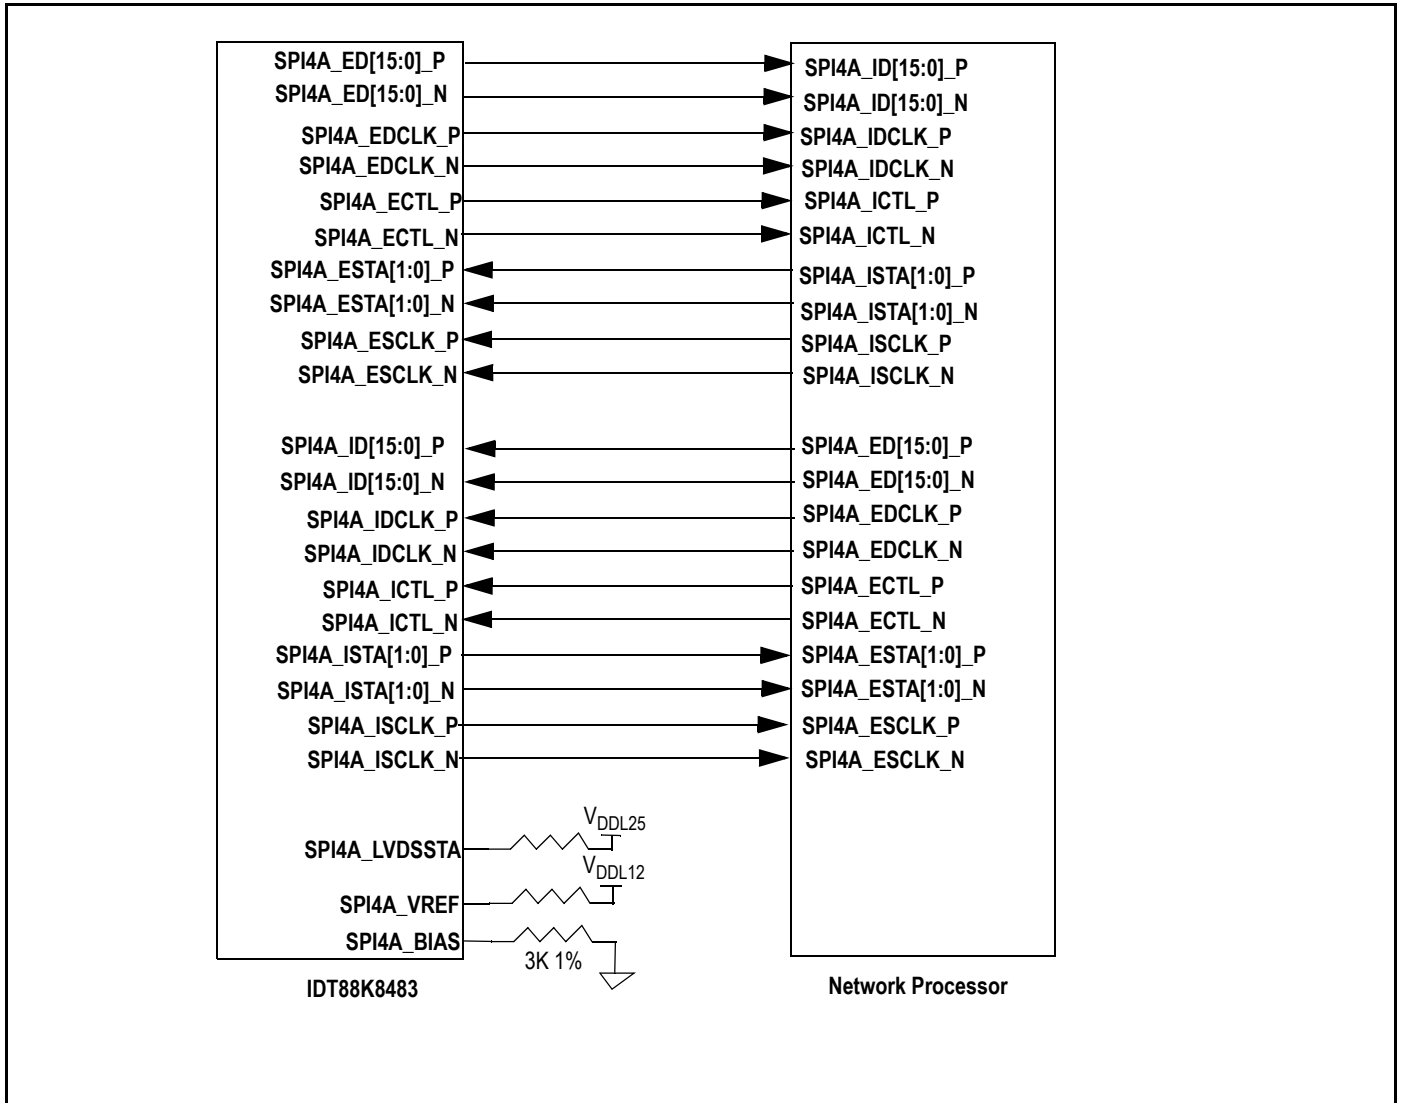 SPI4A_ED[15:0]_P
SPI4A_ED[15:0]_N
SPI4A_EDCLK_P
SPI4A_EDCLK_N
SPI4A_ECTL_P
SPI4A_ECTL_N
SPI4A_ESTA[1:0]_P
SPI4A_ESTA[1:0]_N
SPI4A_ESCLK_P
SPI4A_ESCLK_N
SPI4A_ID[15:0]_P
SPI4A_ID[15:0]_N
SPI4A_IDCLK_P
SPI4A_IDCLK_N
SPI4A_ICTL_P
SPI4A_ICTL_N
SPI4A_ISTA[1:0]_P
SPI4A_ISTA[1:0]_N
SPI4A_ISCLK_P
SPI4A_ISCLK_N
SPI4A_LVDSSTA
SPI4A_VREF
SPI4A_BIAS
IDT88K8483
VDDL25
VDDL12
3K 1%
SPI4A_ID[15:0]_P
SPI4A_ID[15:0]_N
SPI4A_IDCLK_P
SPI4A_IDCLK_N
SPI4A_ICTL_P
SPI4A_ICTL_N
SPI4A_ISTA[1:0]_P
SPI4A_ISTA[1:0]_N
SPI4A_ISCLK_P
SPI4A_ISCLK_N
SPI4A_ED[15:0]_P
SPI4A_ED[15:0]_N
SPI4A_EDCLK_P
SPI4A_EDCLK_N
SPI4A_ECTL_P
SPI4A_ECTL_N
SPI4A_ESTA[1:0]_P
SPI4A_ESTA[1:0]_N
SPI4A_ESCLK_P
SPI4A_ESCLK_N
Network Processor